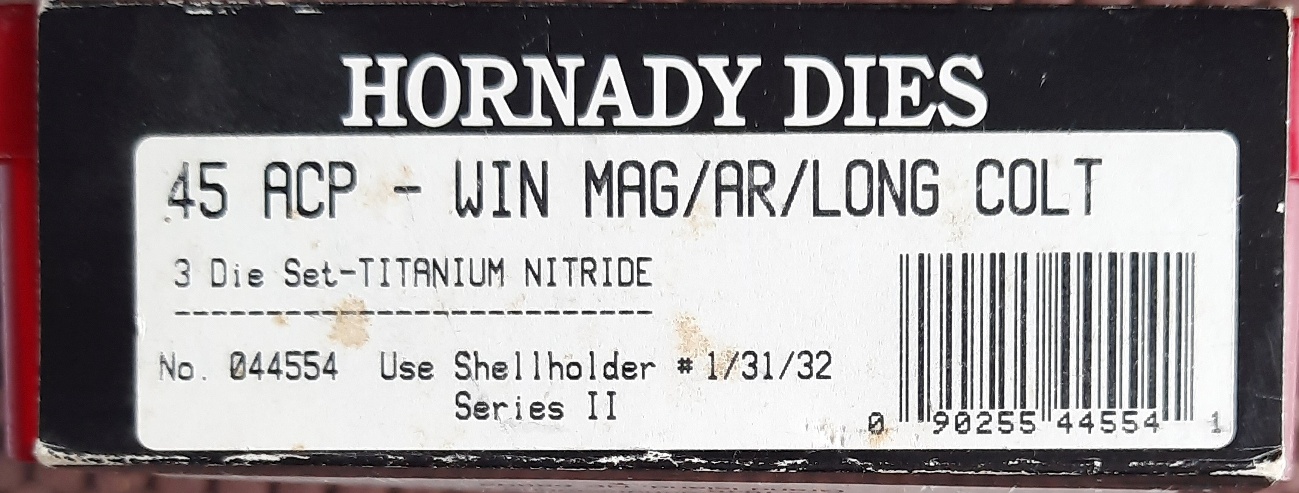 HORNADY DIES
45 ACP - WIN MAG/AR/LONG COLT
3 Die Set-TITANIUM NITRIDE
--------------------------
No. 044554 Use Shellholder # 1/31/32
Series II
0 90255 44554 1